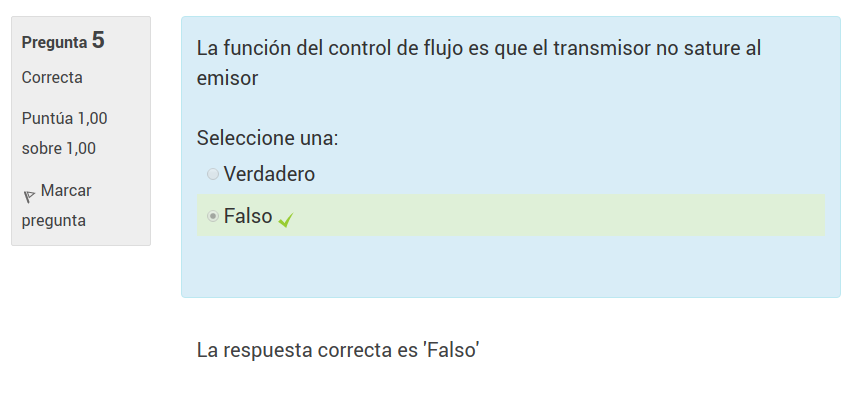 Pregunta 5
Correcta
Puntúa 1,00
sobre 1,00
Marcar
pregunta
La función del control de flujo es que el transmisor no sature al
emisor
Seleccione una:
Verdadero
Falso
La respuesta correcta es 'Falso'